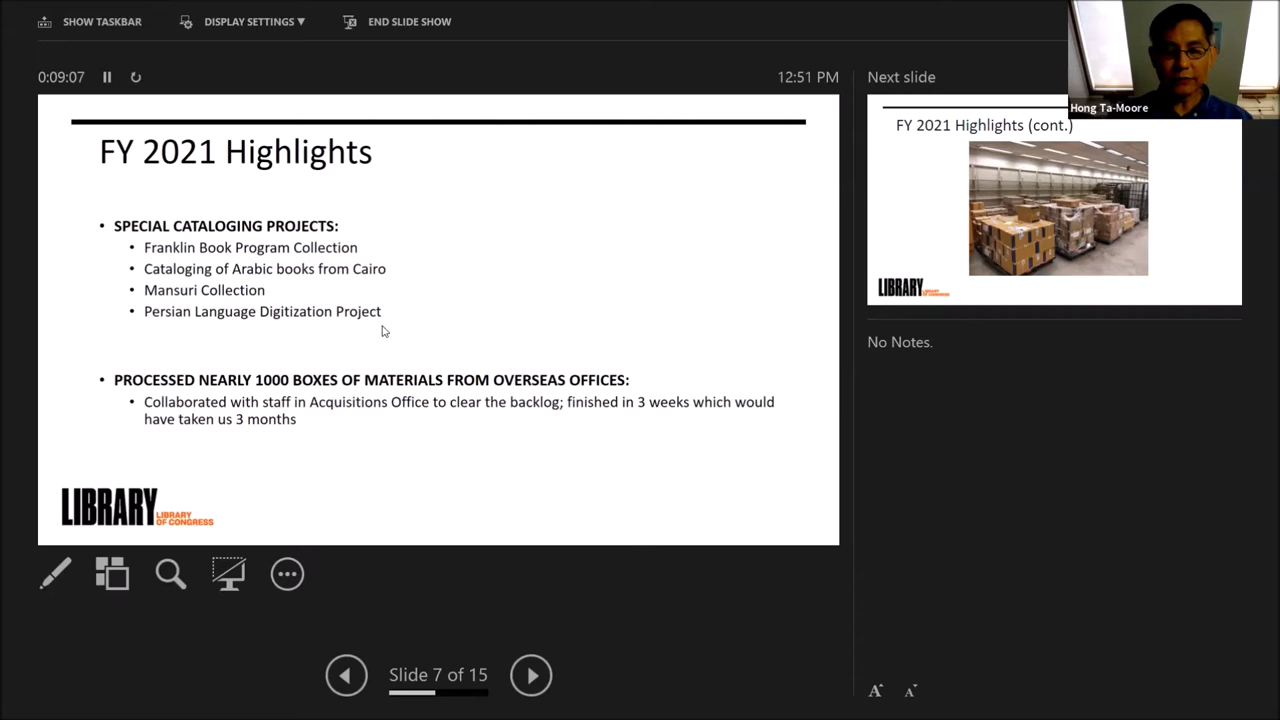 SHOW TASKBAR
DISPLAY SETTINGS ▼
END SLIDE SHOW
0:09:07
12:51 PM
FY 2021 Highlights
• SPECIAL CATALOGING PROJECTS:
• Franklin Book Program Collection
• Cataloging of Arabic books from Cairo
• Mansuri Collection
• Persian Language Digitization Project
• PROCESSED NEARLY 1000 BOXES OF MATERIALS FROM OVERSEAS OFFICES:
• Collaborated with staff in Acquisitions Office to clear the backlog; finished in 3 weeks which would
have taken us 3 months
LIBRARY
LIBRARY
OF CONGRESS
Slide 7 of 15
Next slide
Hong Ta-Moore
FY 2021 Highlights (cont.)
LIBRARY
LIBRARY
OF CONGRESS
No Notes.
A
A